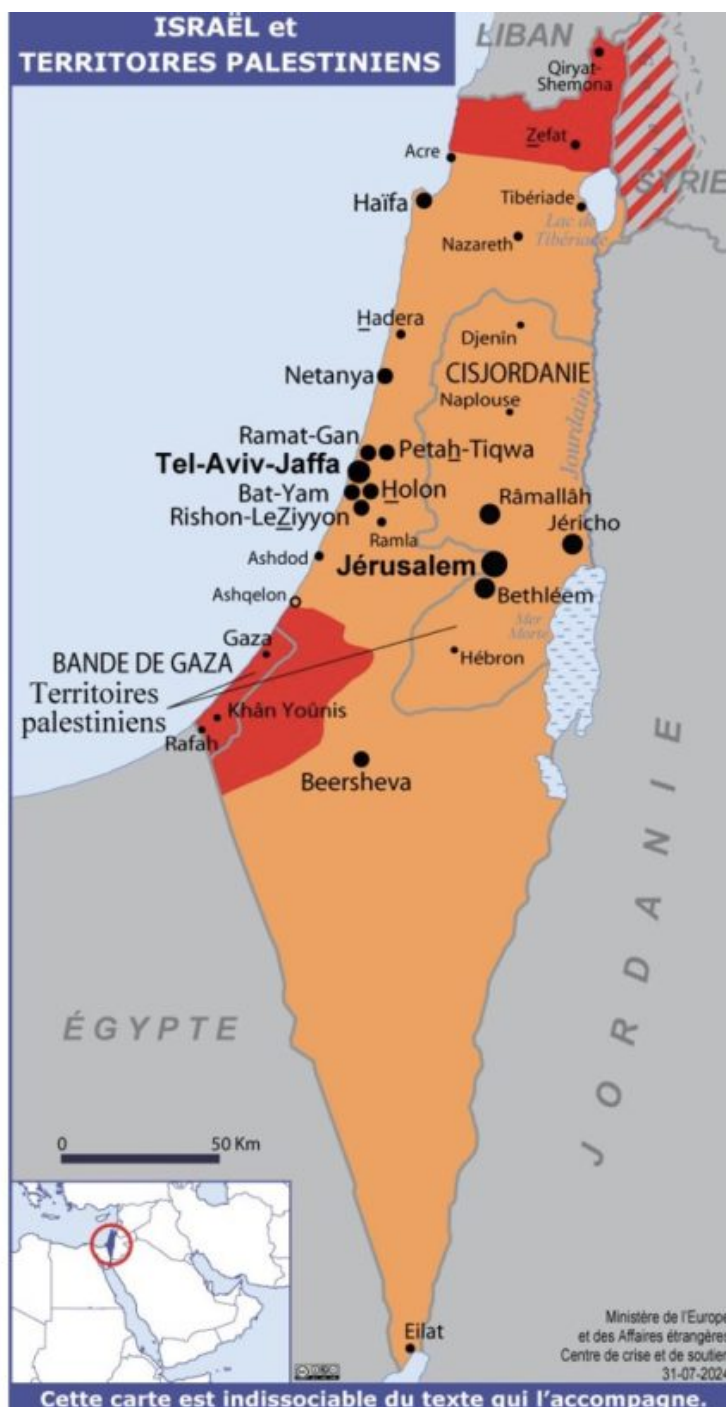 ISRAËL et
TERRITOIRES PALESTINIENS
LIBAN
Qiryat-
Shemona
Zefat
Acre
SYRIE
Haïfa
Tibériade
Lac de
Tibériade
Nazareth
Hadera
Djenîn
Netanya
CISJORDANIE
Naplouse
Jourdain
Ramat-Gan
Petah-Tiqwa
Tel-Aviv-Jaffa
Bat-Yam
Holon
Râmallâh
Rishon-LeZiyyon
Jéricho
Ramla
Ashdod
Jérusalem
Bethléem
Ashqelon
Mer
Morte
Gaza
Hébron
BANDE DE GAZA
Territoires
palestiniens
Khân Yoûnis
Rafah
Beersheva
JORDANIE
ÉGYPTE
0 50 Km
Eilat
Ministère de l'Europe
et des Affaires étrangères
Centre de crise et de soutien
31-07-2024
Cette carte est indissociable du texte qui l'accompagne.